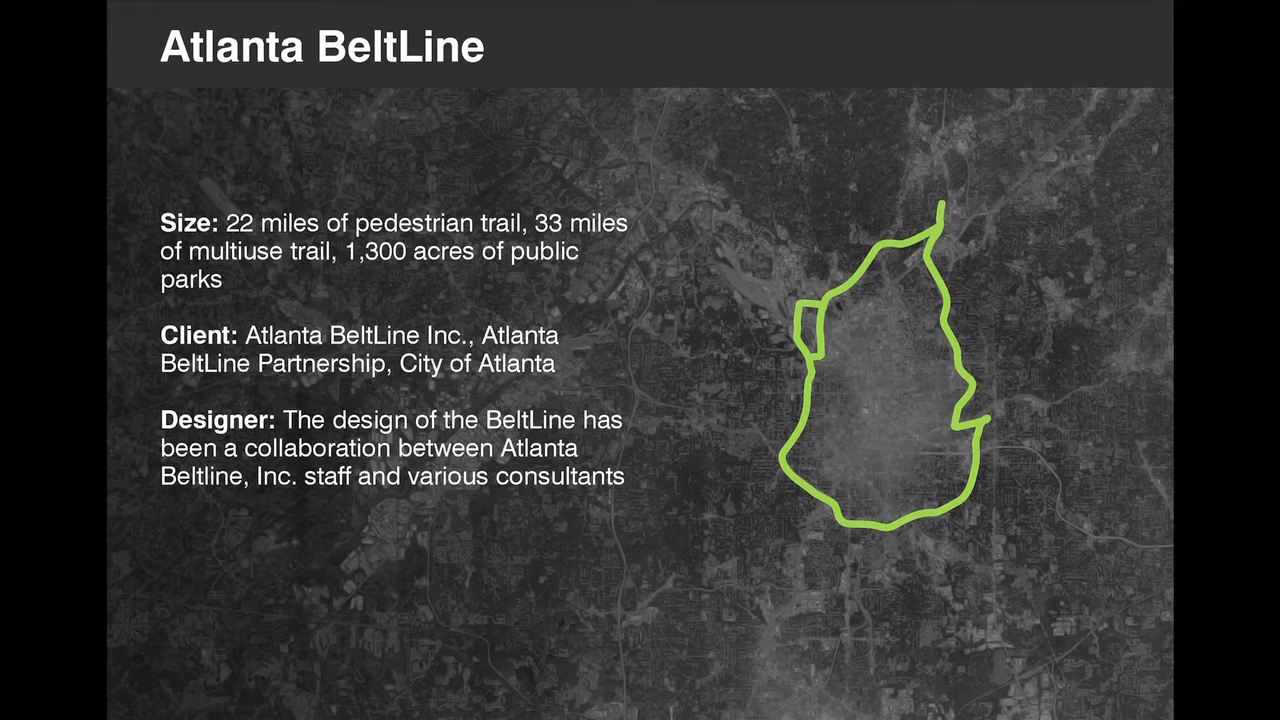 Atlanta BeltLine
Size: 22 miles of pedestrian trail, 33 miles
of multiuse trail, 1,300 acres of public
parks
Client: Atlanta BeltLine Inc., Atlanta
BeltLine Partnership, City of Atlanta
Designer: The design of the BeltLine has
been a collaboration between Atlanta
Beltline, Inc. staff and various consultants